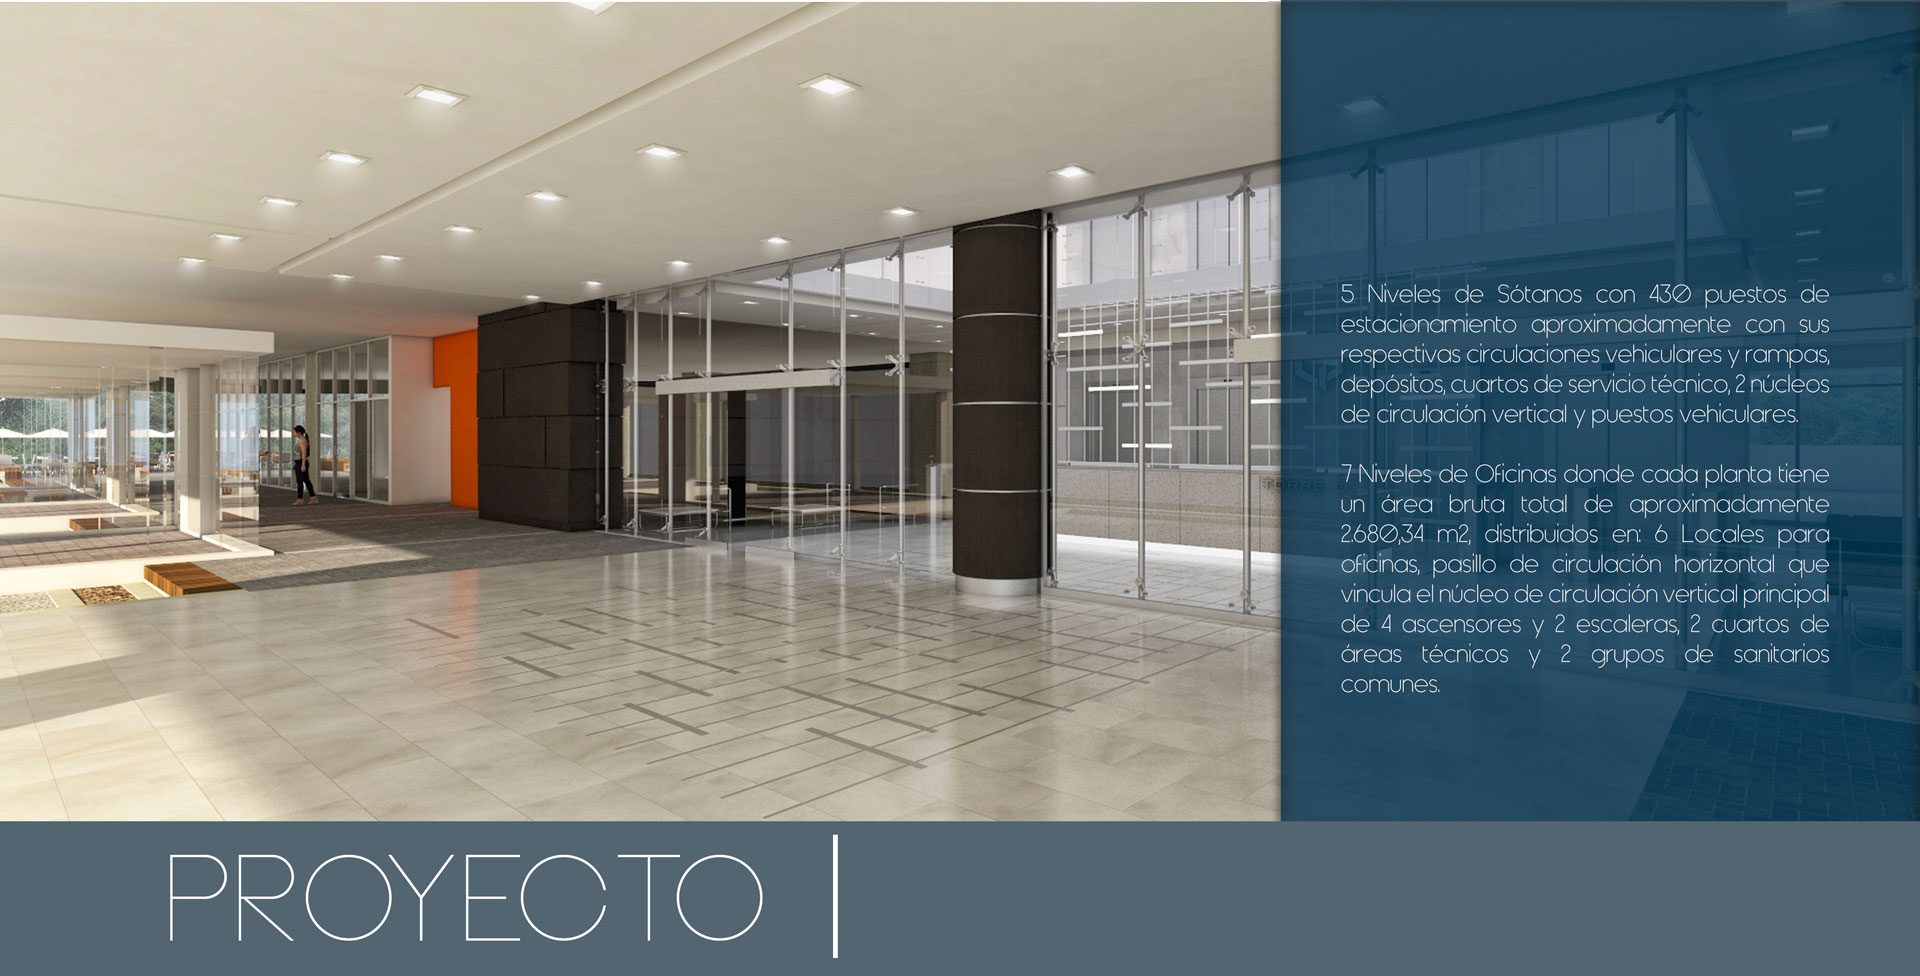 5 Niveles de Sótanos con 430 puestos de
estacionamiento aproximadamente con sus
respectivas circulaciones vehiculares y rampas,
depósitos, cuartos de servicio técnico, 2 núcleos
de circulación vertical y puestos vehiculares.
7 Niveles de Oficinas donde cada planta tiene
un área bruta total de aproximadamente
2.680,34 m2, distribuidos en: 6 Locales para
oficinas, pasillo de circulación horizontal que
vincula el núcleo de circulación vertical principal
de 4 ascensores y 2 escaleras, 2 cuartos de
áreas técnicos y 2 grupos de sanitarios
comunes.
TORRE
PROYECTO